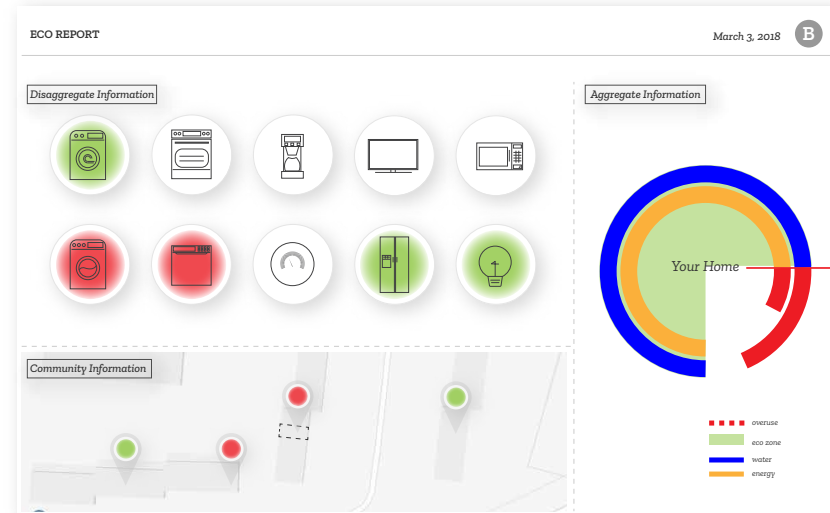 ECO REPORT
March 3, 2018
B
Disaggregate Information
Aggregate Information
Your Home
Community Information
overuse
eco zone
water
energy